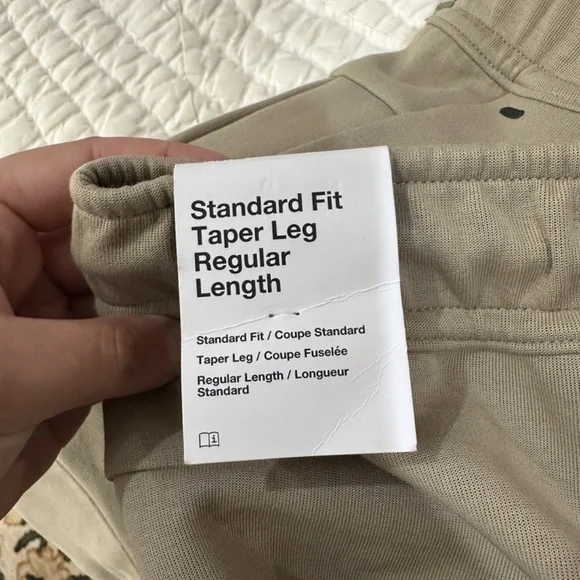 Standard Fit
Taper Leg
Regular
Length
Standard Fit / Coupe Standard
Taper Leg / Coupe Fuselée
Regular Length / Longueur
Standard
i